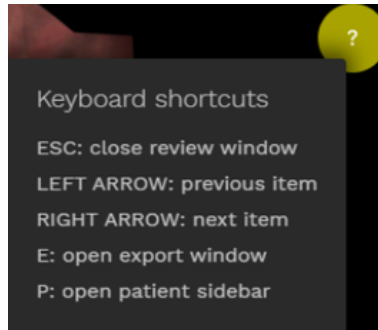 ?
Keyboard shortcuts
ESC: close review window
LEFT ARROW: previous item
RIGHT ARROW: next item
E: open export window
P: open patient sidebar